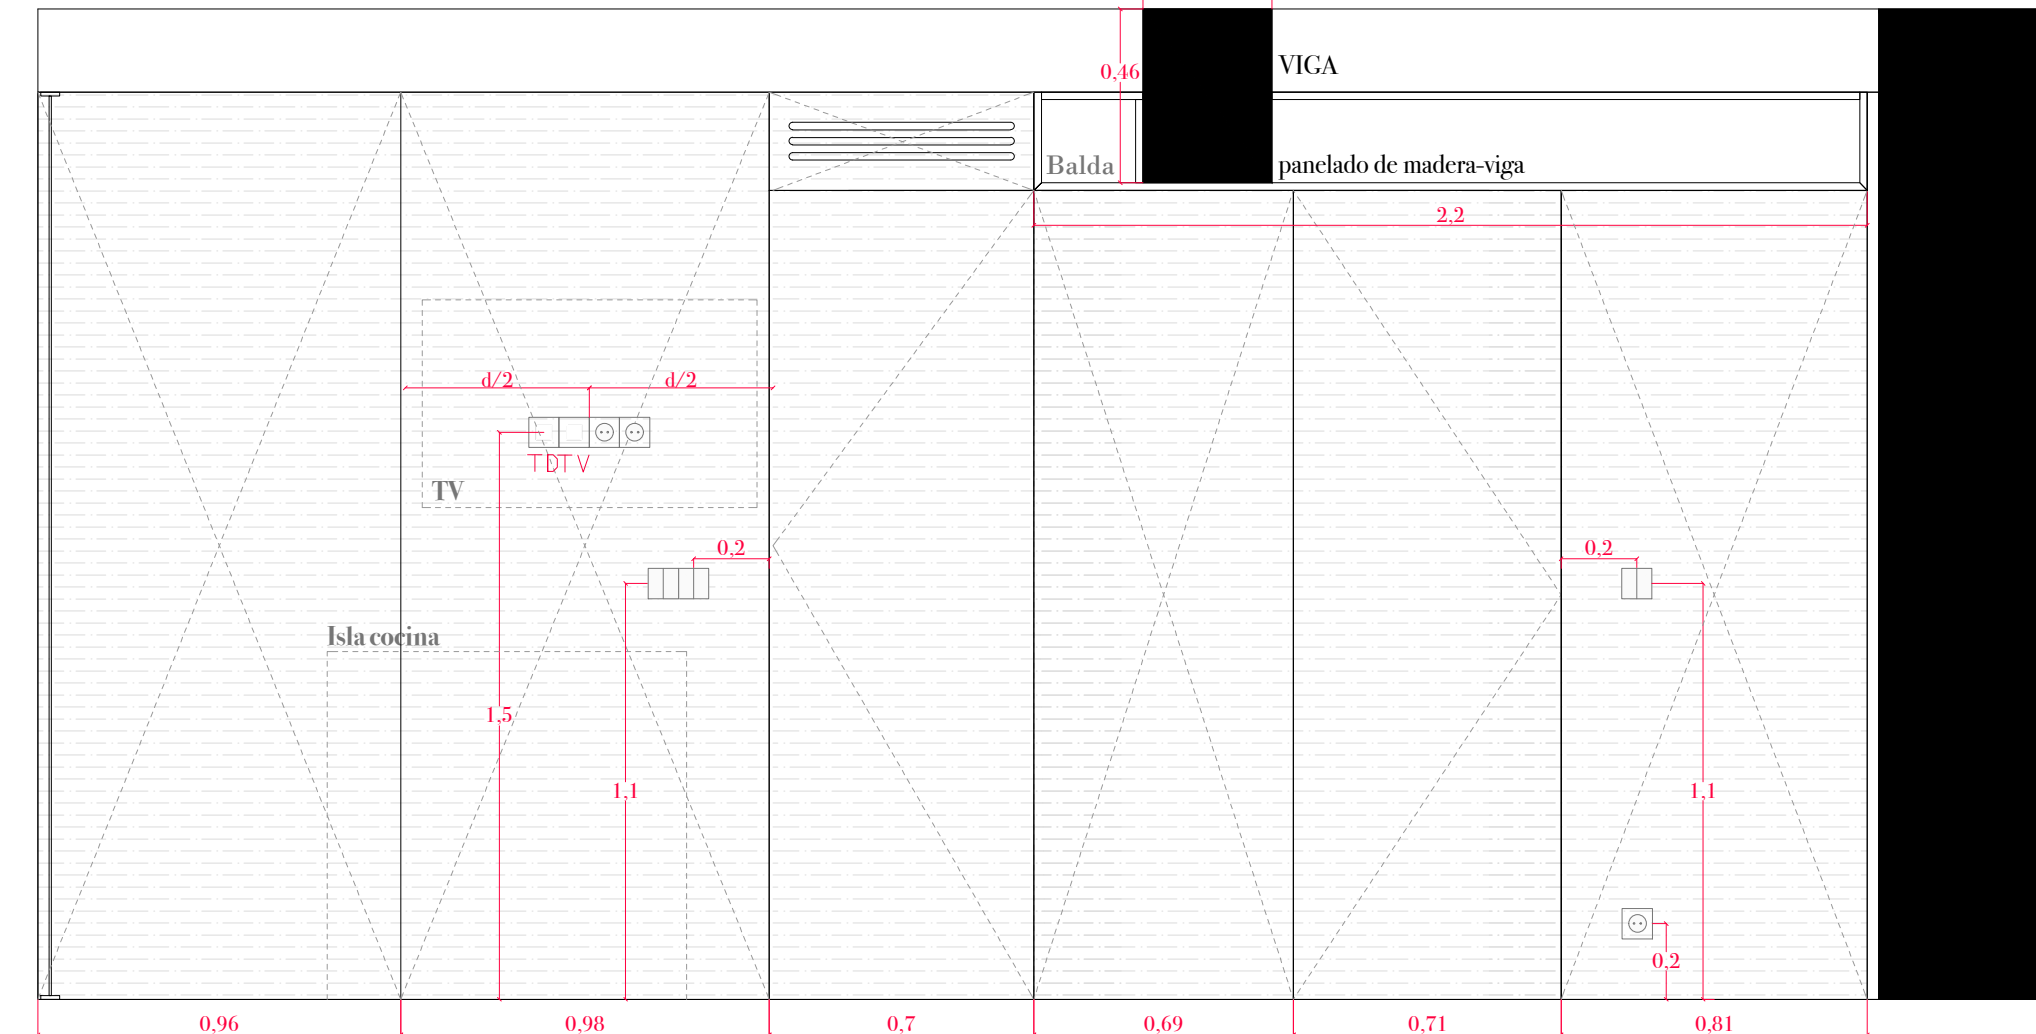 VIGA
0,46
Balda
panelado de madera-viga
2,2
d/2
d/2
TDTV
TV
0,2
0,2
Isla cocina
1,5
1,1
1,1
0,2
0,96
0,98
0,7
0,69
0,71
0,81